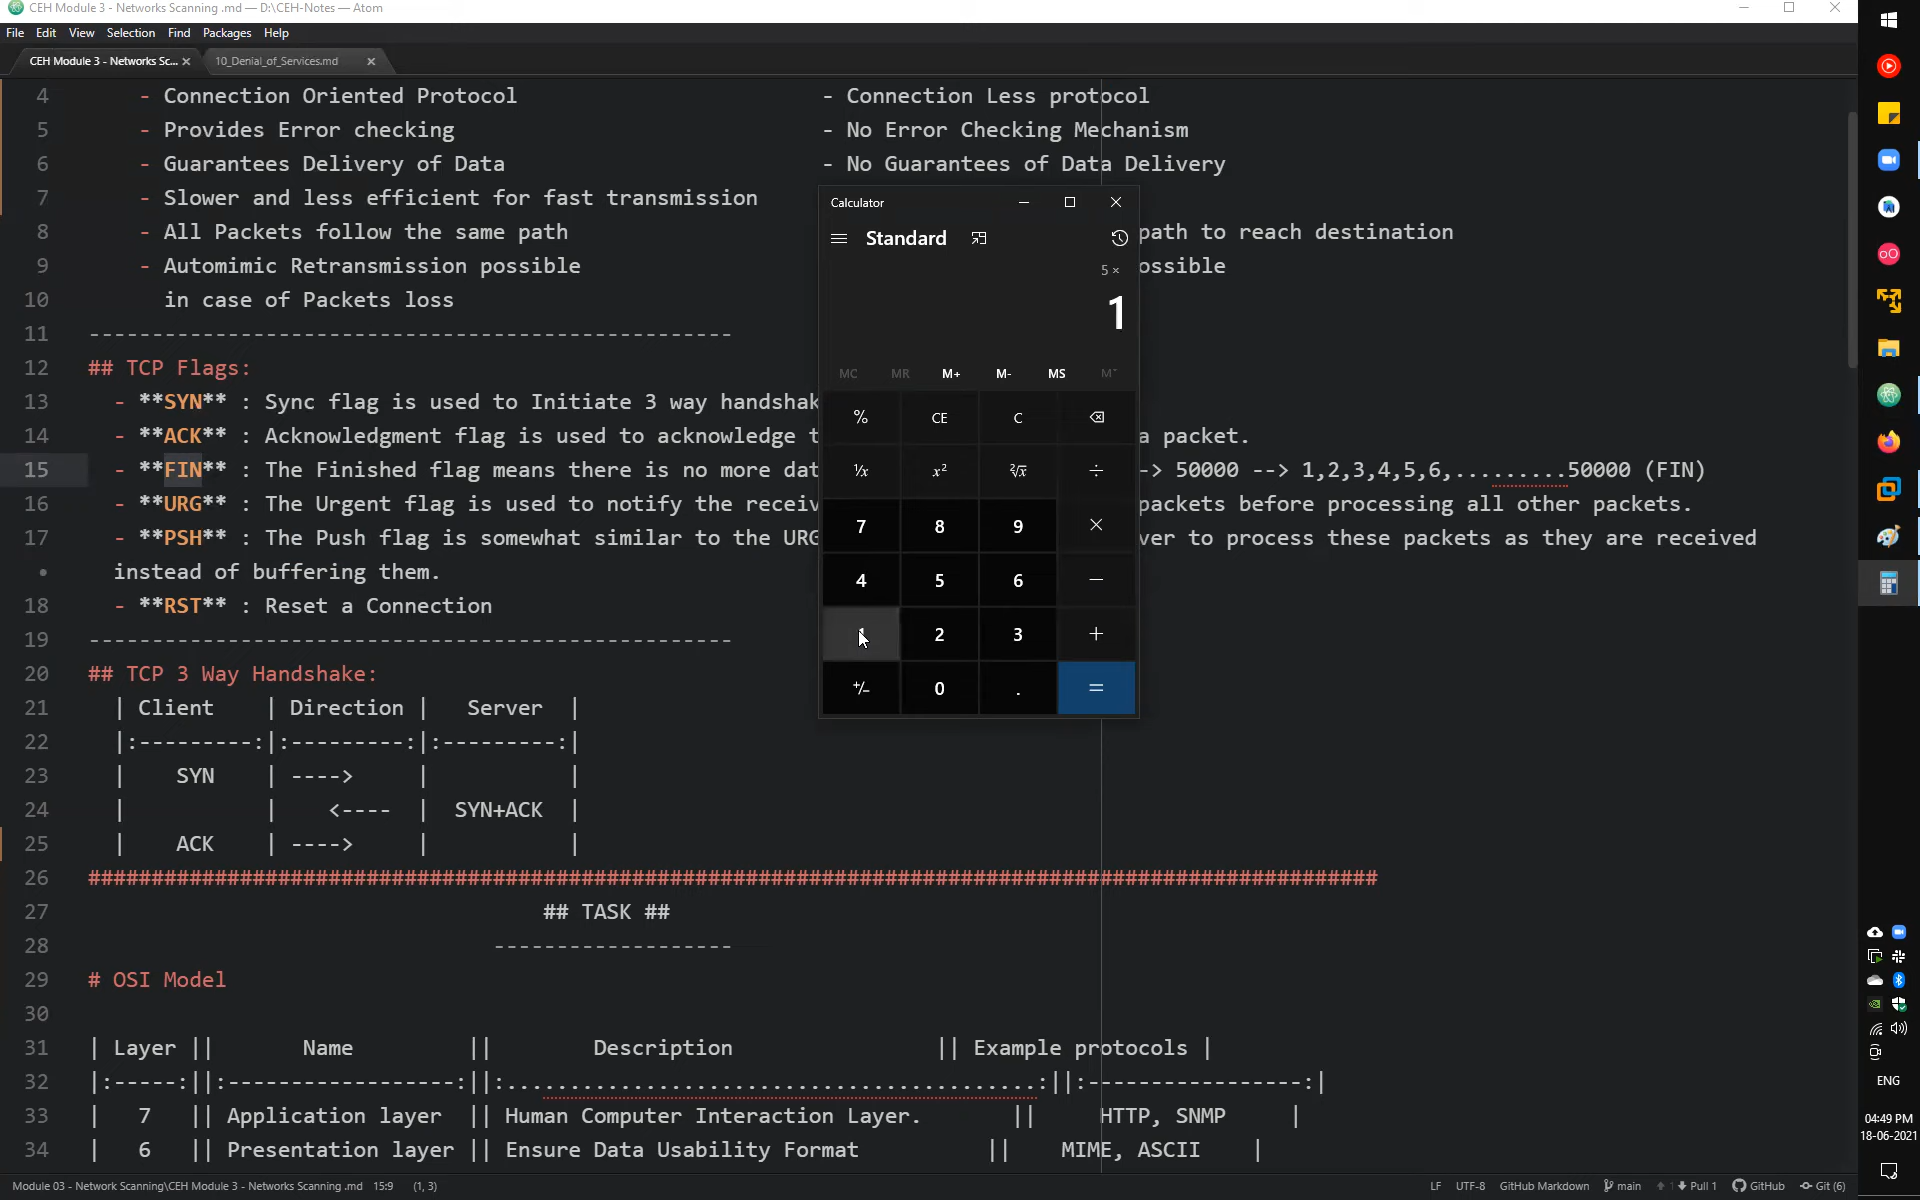 CEH Module 3 - Networks Scanning .md — D:\CEH-Notes — Atom
File Edit View Selection Find Packages Help
CEH Module 3 - Networks Sc... × 10_Denial_of_Services.md ×
4 - Connection Oriented Protocol - Connection Less protocol
5 - Provides Error checking - No Error Checking Mechanism
6 - Guarantees Delivery of Data - No Guarantees of Data Delivery
7 - Slower and less efficient for fast transmission
8 - All Packets follow the same path path to reach destination
9 - Automimic Retransmission possible ossible
10 in case of Packets loss
11 ---------------------------------------------------
12 ## TCP Flags:
13 - **SYN** : Sync flag is used to Initiate 3 way handshak
14 - **ACK** : Acknowledgment flag is used to acknowledge t a packet.
15 - **FIN** : The Finished flag means there is no more dat -> 50000 --> 1,2,3,4,5,6,.........50000 (FIN)
16 - **URG** : The Urgent flag is used to notify the receiv packets before processing all other packets.
17 - **PSH** : The Push flag is somewhat similar to the URG ver to process these packets as they are received
• instead of buffering them.
18 - **RST** : Reset a Connection
19 ---------------------------------------------------
20 ## TCP 3 Way Handshake:
21 | Client | Direction | Server |
22 |:---------:|:---------:|:---------:|
23 | SYN | ----> | |
24 | | <---- | SYN+ACK |
25 | ACK | ----> | |
26 ######################################################################################################
27 ## TASK ##
28 -------------------
29 # OSI Model
30
31 | Layer || Name || Description || Example protocols |
32 |:-----:||:------------------:||:..........................................:||:-----------------:|
33 | 7 || Application layer || Human Computer Interaction Layer. || HTTP, SNMP |
34 | 6 || Presentation layer || Ensure Data Usability Format || MIME, ASCII |
Calculator
Standard
5 ×
1
MC MR M+ M- MS M˅
% CE C
¹/x x² ²√x ÷
7 8 9 ×
4 5 6 −
1 2 3 +
+/− 0 . =
Module 03 - Network Scanning\CEH Module 3 - Networks Scanning .md 15:9 (1, 3)
LF UTF-8 GitHub Markdown main 1 Pull 1 GitHub Git (6)
ENG
04:49 PM
18-06-2021